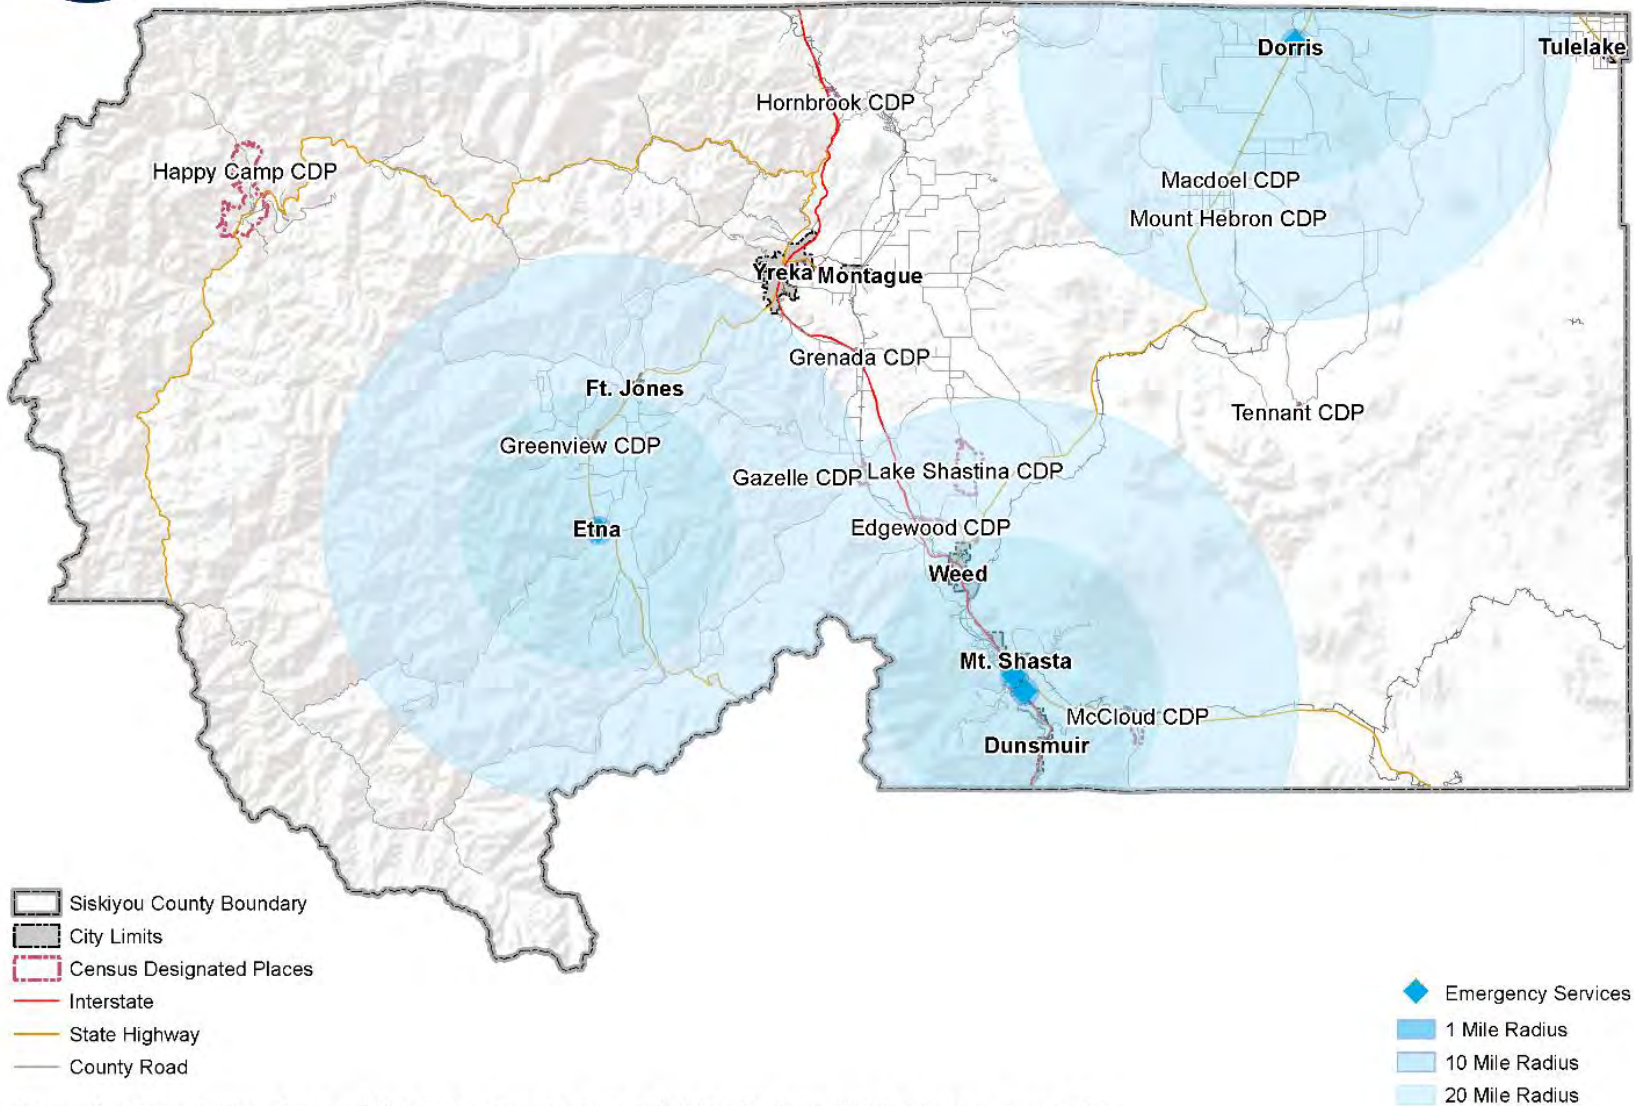 Dorris
Tulelake
Hornbrook CDP
Happy Camp CDP
Macdoel CDP
Mount Hebron CDP
Yreka
Montague
Grenada CDP
Ft. Jones
Tennant CDP
Greenview CDP
Gazelle CDP
Lake Shastina CDP
Etna
Edgewood CDP
Weed
Mt. Shasta
McCloud CDP
Dunsmuir
Siskiyou County Boundary
City Limits
Census Designated Places
Interstate
State Highway
County Road
Emergency Services
1 Mile Radius
10 Mile Radius
20 Mile Radius